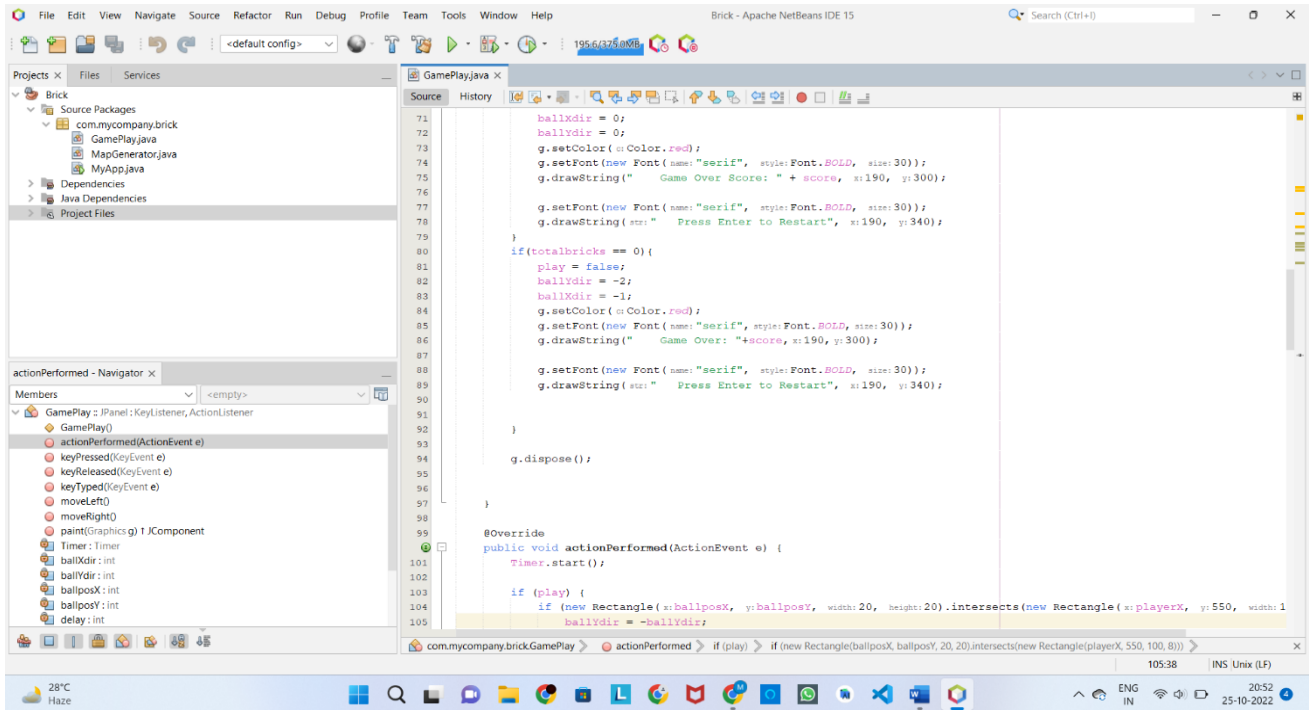 File Edit View Navigate Source Refactor Run Debug Profile Team Tools Window Help Brick - Apache NetBeans IDE 15 Search (Ctrl+I)
<default config> 195.6/375.0MB
Projects Files Services
Brick
Source Packages
com.mycompany.brick
GamePlay.java
MapGenerator.java
MyApp.java
Dependencies
Java Dependencies
Project Files
actionPerformed - Navigator
Members <empty>
GamePlay :: JPanel : KeyListener, ActionListener
GamePlay()
actionPerformed(ActionEvent e)
keyPressed(KeyEvent e)
keyReleased(KeyEvent e)
keyTyped(KeyEvent e)
moveLeft()
moveRight()
paint(Graphics g) ↑ JComponent
Timer : Timer
ballXdir : int
ballYdir : int
ballposX : int
ballposY : int
delay : int
GamePlay.java
Source History
71 ballXdir = 0;
72 ballYdir = 0;
73 g.setColor( c: Color.red);
74 g.setFont(new Font( name: "serif", style: Font.BOLD, size: 30));
75 g.drawString("    Game Over Score: " + score, x: 190, y: 300);
76
77 g.setFont(new Font( name: "serif", style: Font.BOLD, size: 30));
78 g.drawString( str: "   Press Enter to Restart", x: 190, y: 340);
79 }
80 if(totalbricks == 0){
81 play = false;
82 ballYdir = -2;
83 ballXdir = -1;
84 g.setColor( c: Color.red);
85 g.setFont(new Font( name: "serif", style: Font.BOLD, size: 30));
86 g.drawString("    Game Over: "+score, x: 190, y: 300);
87
88 g.setFont(new Font( name: "serif", style: Font.BOLD, size: 30));
89 g.drawString( str: "   Press Enter to Restart", x: 190, y: 340);
90
91
92 }
93
94 g.dispose();
95
96
97 }
98
99 @Override
public void actionPerformed(ActionEvent e) {
101 Timer.start();
102
103 if (play) {
104 if (new Rectangle( x: ballposX, y: ballposY, width: 20, height: 20).intersects(new Rectangle( x: playerX, y: 550, width: 1
105 ballYdir = -ballYdir;
com.mycompany.brick.GamePlay actionPerformed if (play) if (new Rectangle(ballposX, ballposY, 20, 20).intersects(new Rectangle(playerX, 550, 100, 8)))
105:38 INS Unix (LF)
28°C
Haze
ENG
IN
20:52
25-10-2022
4